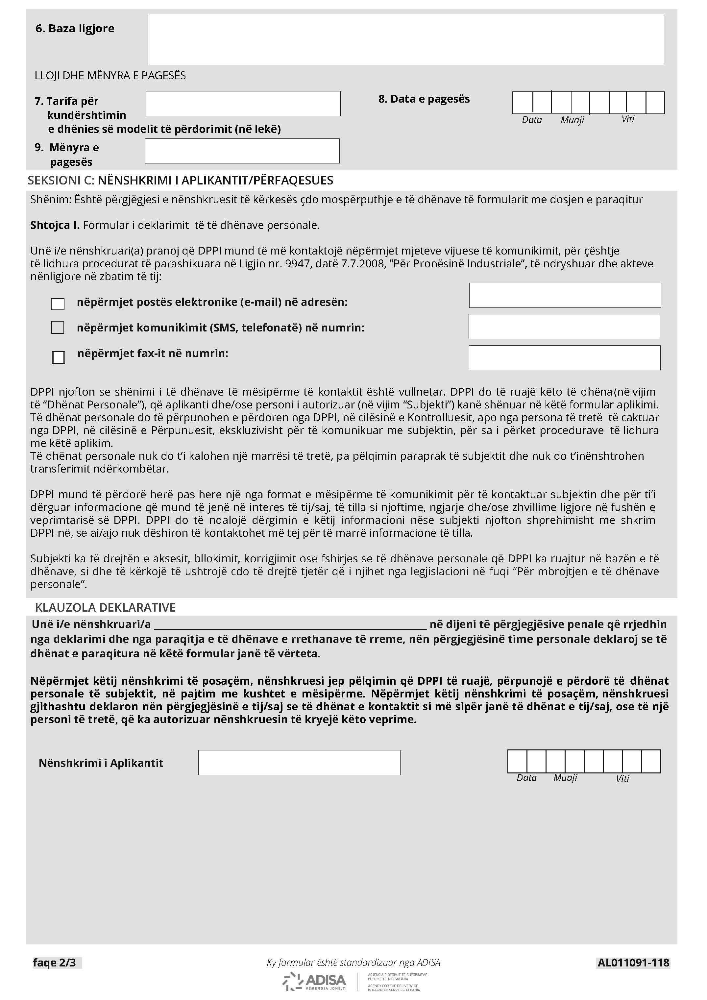 6. Baza ligjore
LLOJI DHE MËNYRA E PAGESËS
7. Tarifa për
kundërshtimin
e dhënies së modelit të përdorimit (në lekë)
8. Data e pagesës
Data Muaji Viti
9. Mënyra e
pagesës
SEKSIONI C: NËNSHKRIMI I APLIKANTIT/PËRFAQESUES
Shënim: Është përgjëgjesi e nënshkruesit të kërkesës çdo mospërputhje e të dhënave të formularit me dosjen e paraqitur
Shtojca I. Formular i deklarimit të të dhënave personale.
Unë i/e nënshkruari(a) pranoj që DPPI mund të më kontaktojë nëpërmjet mjeteve vijuese të komunikimit, për çështje
të lidhura procedurat të parashikuara në Ligjin nr. 9947, datë 7.7.2008, “Për Pronësinë Industriale”, të ndryshuar dhe akteve
nënligjore në zbatim të tij:
nëpërmjet postës elektronike (e-mail) në adresën:
nëpërmjet komunikimit (SMS, telefonatë) në numrin:
nëpërmjet fax-it në numrin:
DPPI njofton se shënimi i të dhënave të mësipërme të kontaktit është vullnetar. DPPI do të ruajë këto të dhëna(në vijim
të “Dhënat Personale”), që aplikanti dhe/ose personi i autorizuar (në vijim “Subjekti”) kanë shënuar në këtë formular aplikimi.
Të dhënat personale do të përpunohen e përdoren nga DPPI, në cilësinë e Kontrolluesit, apo nga persona të tretë të caktuar
nga DPPI, në cilësinë e Përpunuesit, ekskluzivisht për të komunikuar me subjektin, për sa i përket procedurave të lidhura
me këtë aplikim.
Të dhënat personale nuk do t’i kalohen një marrësi të tretë, pa pëlqimin paraprak të subjektit dhe nuk do t’inënshtrohen
transferimit ndërkombëtar.
DPPI mund të përdorë herë pas here një nga format e mësipërme të komunikimit për të kontaktuar subjektin dhe për ti’i
dërguar informacione që mund të jenë në interes të tij/saj, të tilla si njoftime, ngjarje dhe/ose zhvillime ligjore në fushën e
veprimtarisë së DPPI. DPPI do të ndalojë dërgimin e këtij informacioni nëse subjekti njofton shprehimisht me shkrim
DPPI-në, se ai/ajo nuk dëshiron të kontaktohet më tej për të marrë informacione të tilla.
Subjekti ka të drejtën e aksesit, bllokimit, korrigjimit ose fshirjes se të dhënave personale që DPPI ka ruajtur në bazën e të
dhënave, si dhe të kërkojë të ushtrojë cdo të drejtë tjetër që i njihet nga legjislacioni në fuqi “Për mbrojtjen e të dhënave
personale”.
KLAUZOLA DEKLARATIVE
Unë i/e nënshkruari/a ______________________________ në dijeni të përgjegjësive penale që rrjedhin
nga deklarimi dhe nga paraqitja e të dhënave e rrethanave të rreme, nën përgjegjësinë time personale deklaroj se të
dhënat e paraqitura në këtë formular janë të vërteta.
Nëpërmjet këtij nënshkrimi të posaçëm, nënshkruesi jep pëlqimin që DPPI të ruajë, përpunojë e përdorë të dhënat
personale të subjektit, në pajtim me kushtet e mësipërme. Nëpërmjet këtij nënshkrimi të posaçëm, nënshkruesi
gjithashtu deklaron nën përgjegjësinë e tij/saj se të dhënat e kontaktit si më sipër janë të dhënat e tij/saj, ose të një
personi të tretë, që ka autorizuar nënshkruesin të kryejë këto veprime.
Nënshkrimi i Aplikantit
Data Muaji Viti
faqe 2/3
Ky formular është standardizuar nga ADISA
AL011091-118
ADISA
VËMENDJA JONË, TI
AGJENCIA E OFRIMIT TË SHËRBIMEVE
PUBLIKE TË INTEGRUARA
AGENCY FOR THE DELIVERY OF
INTEGRATED SERVICES ALBANIA